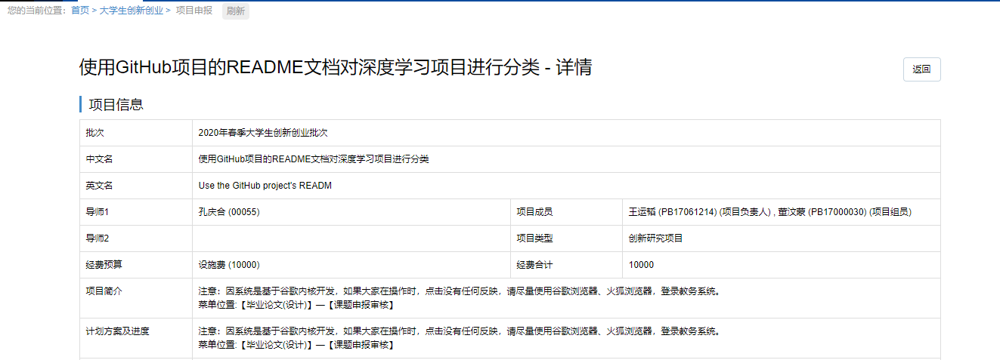 您的当前位置：首页 > 大学生创新创业 > 项目申报 刷新
使用GitHub项目的README文档对深度学习项目进行分类 - 详情
返回
项目信息
批次 2020年春季大学生创新创业批次
中文名 使用GitHub项目的README文档对深度学习项目进行分类
英文名 Use the GitHub project's READM
导师1 孔庆合 (00055) 项目成员 王运韬 (PB17061214) (项目负责人) , 董汶蒙 (PB17000030) (项目组员)
导师2 项目类型 创新研究项目
经费预算 设施费 (10000) 经费合计 10000
项目简介 注意：因系统是基于谷歌内核开发，如果大家在操作时，点击没有任何反映，请尽量使用谷歌浏览器、火狐浏览器，登录教务系统。
菜单位置:【毕业论文(设计)】—【课题申报审核】
计划方案及进度 注意：因系统是基于谷歌内核开发，如果大家在操作时，点击没有任何反映，请尽量使用谷歌浏览器、火狐浏览器，登录教务系统。
菜单位置:【毕业论文(设计)】—【课题申报审核】